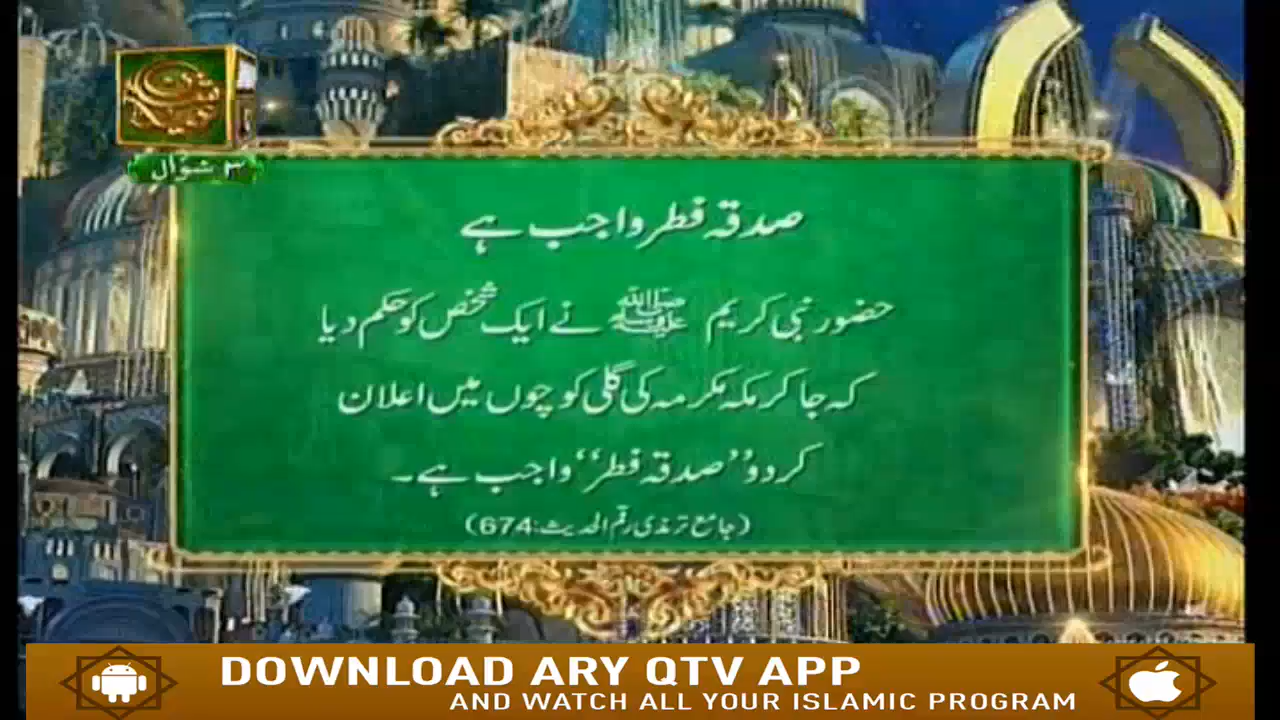 ۳ شوّال
صدقہ فطر واجب ہے
حضور نبی کریم ﷺ نے ایک شخص کو حکم دیا
کہ جا کر مکہ مکرمہ کی گلی کوچوں میں اعلان
کر دو ”صدقہ فطر“ واجب ہے۔
(جامع ترمذی رقم الحدیث:674)
DOWNLOAD ARY QTV APP
AND WATCH ALL YOUR ISLAMIC PROGRAM